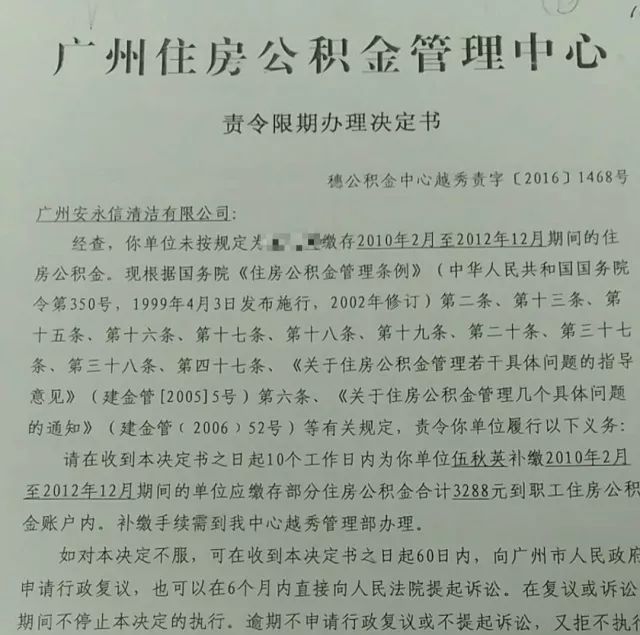 广州住房公积金管理中心
责令限期办理决定书
穗公积金中心越秀责字〔2016〕1468号
广州安永信清洁有限公司：
经查，你单位未按规定为缴存2010年2月至2012年12月期间的住
房公积金。现根据国务院《住房公积金管理条例》（中华人民共和国国务院
令第350号，1999年4月3日发布施行，2002年修订）第二条、第十三条、第
十五条、第十六条、第十七条、第十八条、第十九条、第二十条、第三十七
条、第三十八条、第四十七条、《关于住房公积金管理若干具体问题的指导
意见》（建金管[2005]5号）第六条、《关于住房公积金管理几个具体问题
的通知》（建金管﹝2006﹞52号）等有关规定，责令你单位履行以下义务：
请在收到本决定书之日起10个工作日内为你单位伍秋英补缴2010年2月
至2012年12月期间的单位应缴存部分住房公积金合计3288元到职工住房公积
金账户内。补缴手续需到我中心越秀管理部办理。
如对本决定不服，可在收到本决定书之日起60日内，向广州市人民政府
申请行政复议，也可以在6个月内直接向人民法院提起诉讼。在复议或诉讼
期间不停止本决定的执行。逾期不申请行政复议或不提起诉讼，又拒不执行